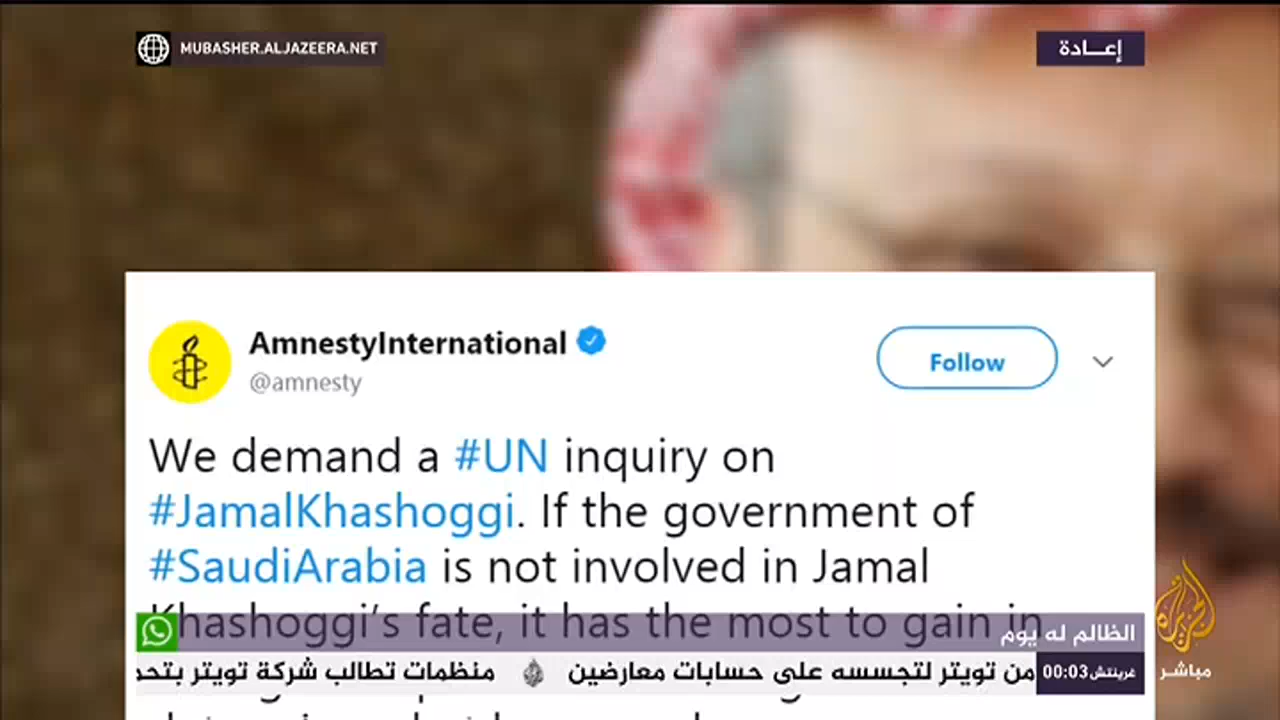 MUBASHER.ALJAZEERA.NET
إعـــادة
AmnestyInternational
@amnesty
Follow
We demand a #UN inquiry on
#JamalKhashoggi. If the government of
#SaudiArabia is not involved in Jamal
Khashoggi's fate, it has the most to gain in
الظالم له يوم
من تويتر لتجسسه على حسابات معارضين منظمات تطالب شركة تويتر بتحد
غرينتش 00:03
الجزيرة
مباشر